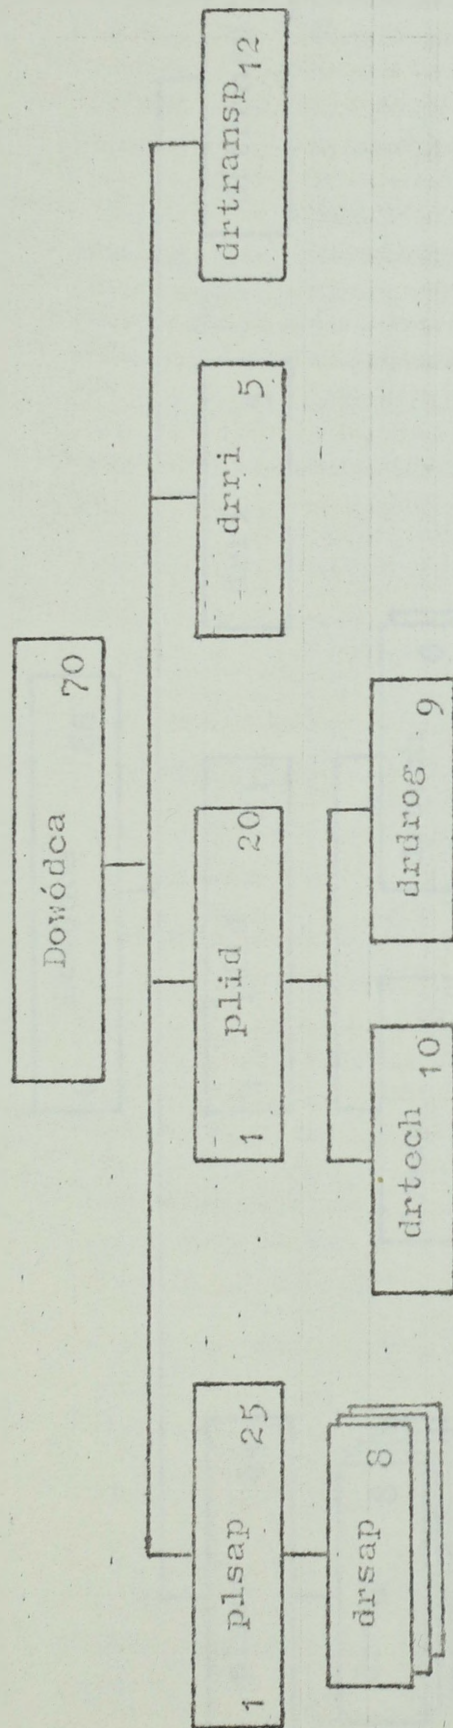 Dowódca
70
1 plsap 25
1 plid 20
drri 5
drtransp 12
drsap 8
drtech 10
drdrog 9